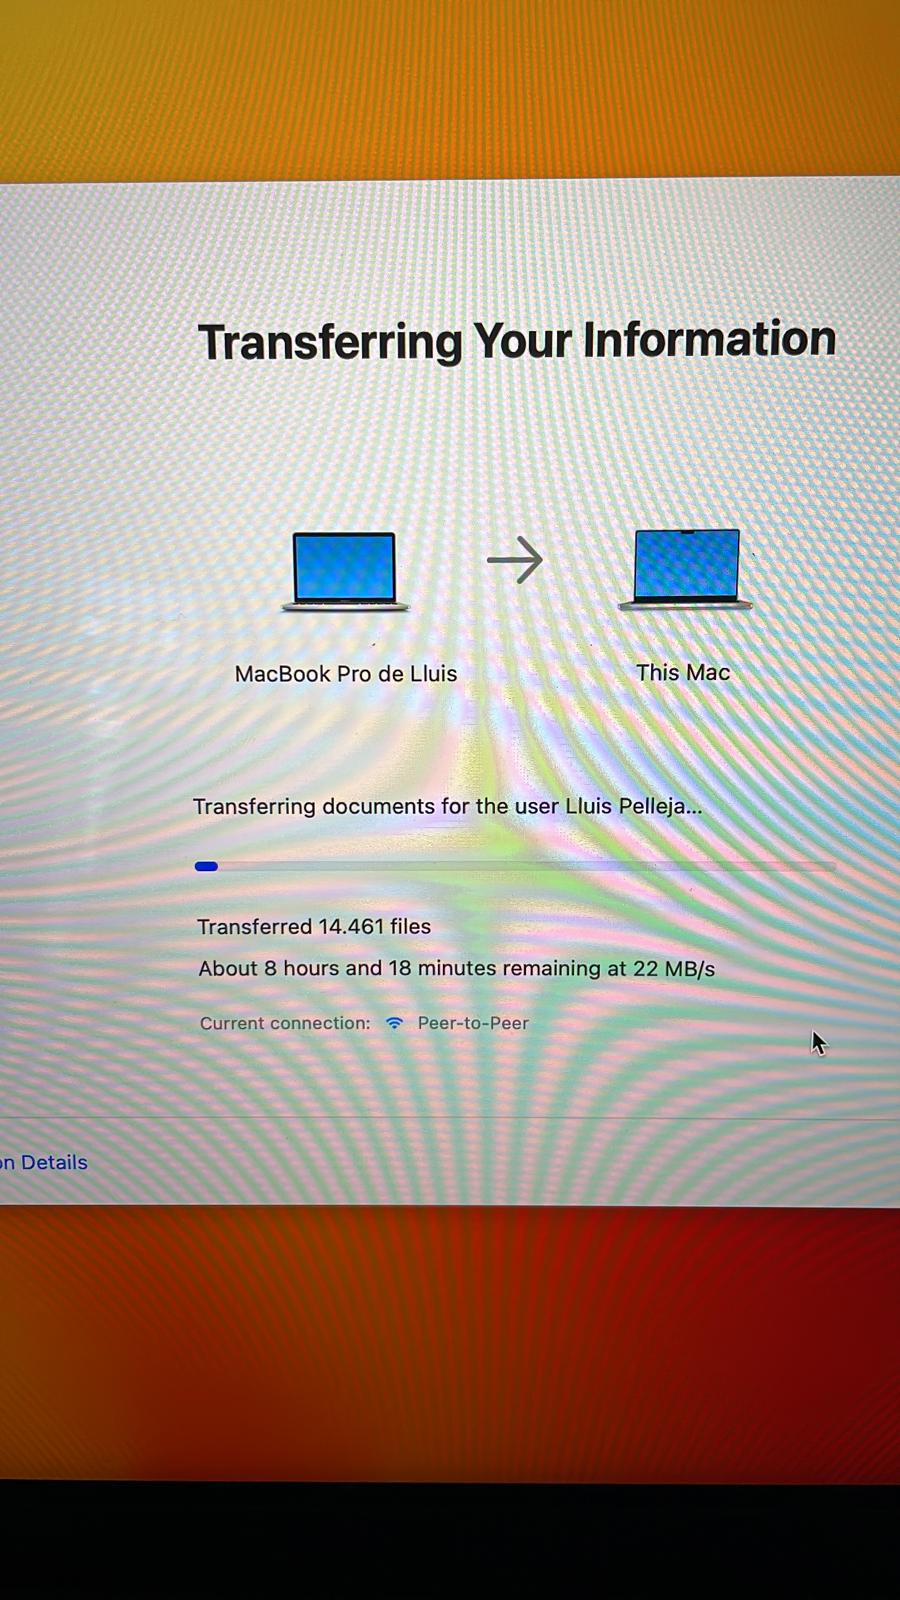 Transferring Your Information
MacBook Pro de Lluis
This Mac
Transferring documents for the user Lluis Pelleja...
Transferred 14.461 files
About 8 hours and 18 minutes remaining at 22 MB/s
Current connection: Peer-to-Peer
on Details